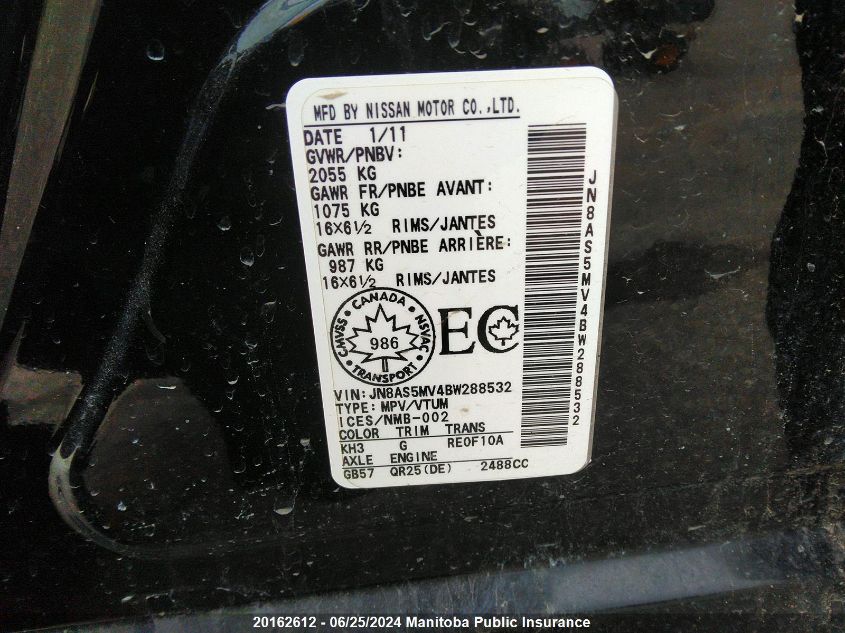 MFD BY NISSAN MOTOR CO.,LTD.
DATE 1/11
GVWR/PNBV:
2055 KG
GAWR FR/PNBE AVANT:
1075 KG
16X6½ RIMS/JANTES
GAWR RR/PNBE ARRIÈRE:
987 KG
16X6½ RIMS/JANTES
CANADA
CMVSS NSVAC
986
TRANSPORT
EC
VIN: JN8AS5MV4BW288532
TYPE: MPV/VTUM
ICES/NMB-002
COLOR TRIM TRANS
KH3 G RE0F10A
AXLE ENGINE
GB57 QR25(DE) 2488CC
JN8AS5MV4BW288532
20162612 - 06/25/2024 Manitoba Public Insurance